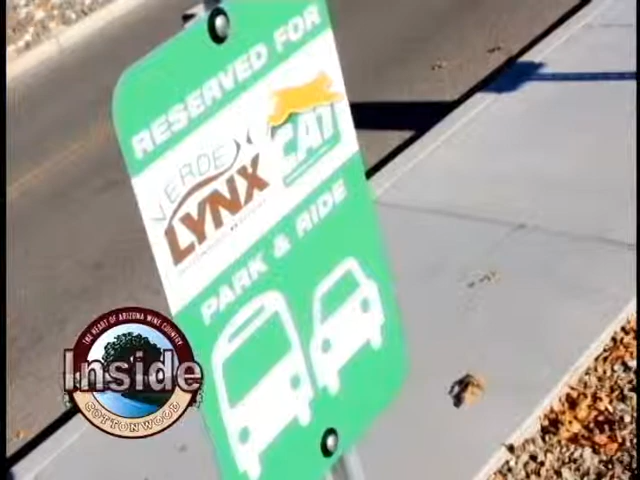 RESERVED FOR
VERDE
LYNX
CAT
PARK & RIDE
THE HEART OF ARIZONA WINE COUNTRY
Inside
COTTONWOOD